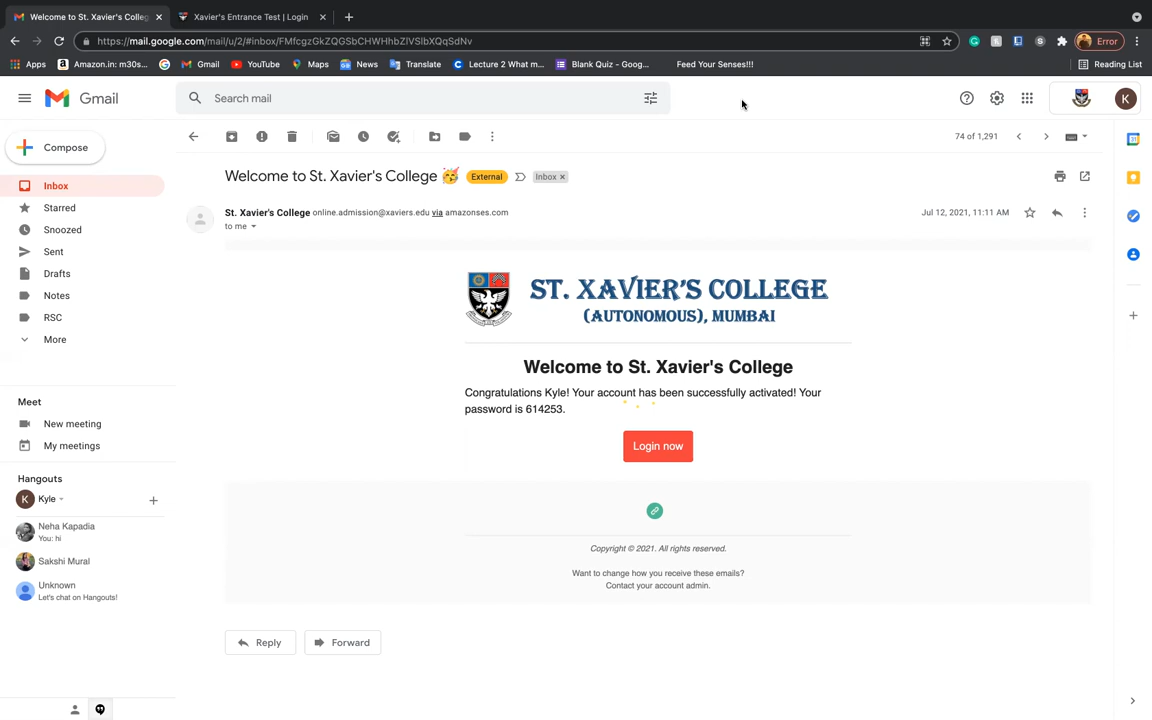 Welcome to St. Xavier's Colleg
Xavier's Entrance Test | Login
https://mail.google.com/mail/u/2/#inbox/FMfcgzGkZQGSbCHWHhbZlVSlbXQqSdNv
Error
Apps
Amazon.in: m30s...
Gmail
YouTube
Maps
News
Translate
Lecture 2 What m...
Blank Quiz - Goog...
Feed Your Senses!!!
Reading List
Gmail
Search mail
K
Compose
74 of 1,291
Inbox
Starred
Snoozed
Sent
Drafts
Notes
RSC
More
Meet
New meeting
My meetings
Hangouts
K Kyle
Neha Kapadia
You: hi
Sakshi Mural
Unknown
Let's chat on Hangouts!
Welcome to St. Xavier's College 🥳 External Inbox x
St. Xavier's College online.admission@xaviers.edu via amazonses.com
Jul 12, 2021, 11:11 AM
to me
ST. XAVIER'S COLLEGE
(AUTONOMOUS), MUMBAI
Welcome to St. Xavier's College
Congratulations Kyle! Your account has been successfully activated! Your
password is 614253.
Login now
Copyright © 2021. All rights reserved.
Want to change how you receive these emails?
Contact your account admin.
Reply
Forward